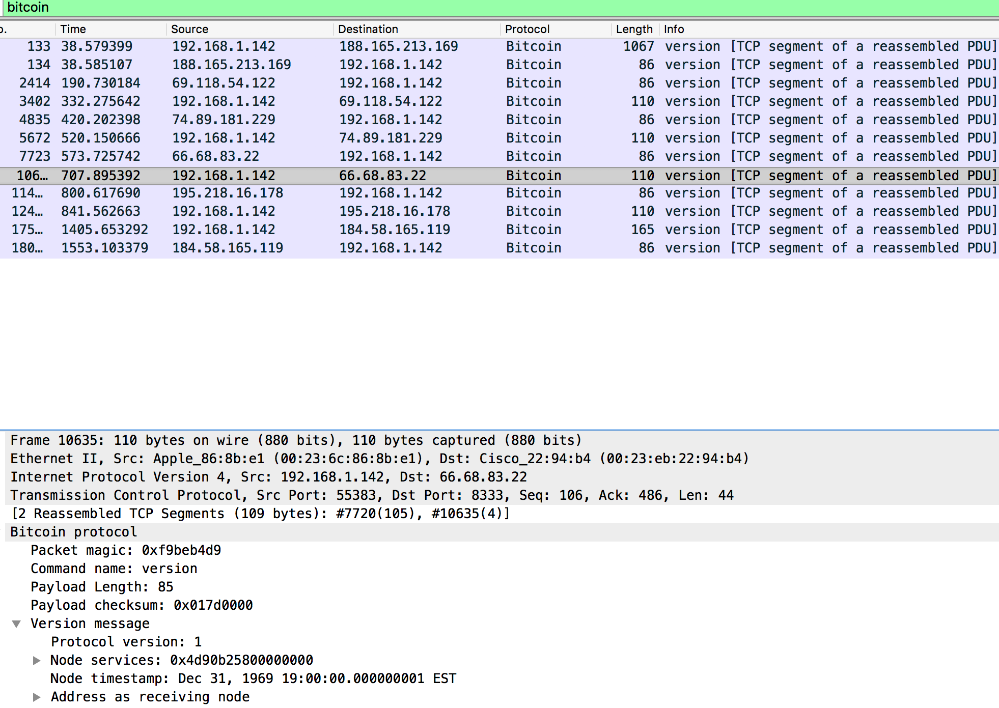 bitcoin
o. Time Source Destination Protocol Length Info
133 38.579399 192.168.1.142 188.165.213.169 Bitcoin 1067 version [TCP segment of a reassembled PDU]
134 38.585107 188.165.213.169 192.168.1.142 Bitcoin 86 version [TCP segment of a reassembled PDU]
2414 190.730184 69.118.54.122 192.168.1.142 Bitcoin 86 version [TCP segment of a reassembled PDU]
3402 332.275642 192.168.1.142 69.118.54.122 Bitcoin 110 version [TCP segment of a reassembled PDU]
4835 420.202398 74.89.181.229 192.168.1.142 Bitcoin 86 version [TCP segment of a reassembled PDU]
5672 520.150666 192.168.1.142 74.89.181.229 Bitcoin 110 version [TCP segment of a reassembled PDU]
7723 573.725742 66.68.83.22 192.168.1.142 Bitcoin 86 version [TCP segment of a reassembled PDU]
106… 707.895392 192.168.1.142 66.68.83.22 Bitcoin 110 version [TCP segment of a reassembled PDU]
114… 800.617690 195.218.16.178 192.168.1.142 Bitcoin 86 version [TCP segment of a reassembled PDU]
124… 841.562663 192.168.1.142 195.218.16.178 Bitcoin 110 version [TCP segment of a reassembled PDU]
175… 1405.653292 192.168.1.142 184.58.165.119 Bitcoin 165 version [TCP segment of a reassembled PDU]
180… 1553.103379 184.58.165.119 192.168.1.142 Bitcoin 86 version [TCP segment of a reassembled PDU]
Frame 10635: 110 bytes on wire (880 bits), 110 bytes captured (880 bits)
Ethernet II, Src: Apple_86:8b:e1 (00:23:6c:86:8b:e1), Dst: Cisco_22:94:b4 (00:23:eb:22:94:b4)
Internet Protocol Version 4, Src: 192.168.1.142, Dst: 66.68.83.22
Transmission Control Protocol, Src Port: 55383, Dst Port: 8333, Seq: 106, Ack: 486, Len: 44
[2 Reassembled TCP Segments (109 bytes): #7720(105), #10635(4)]
Bitcoin protocol
Packet magic: 0xf9beb4d9
Command name: version
Payload Length: 85
Payload checksum: 0x017d0000
Version message
Protocol version: 1
Node services: 0x4d90b25800000000
Node timestamp: Dec 31, 1969 19:00:00.000000001 EST
Address as receiving node